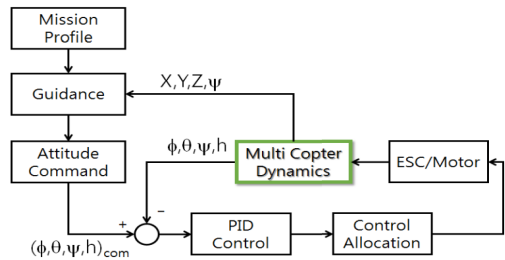 Mission
Profile
X,Y,Z,ψ
Guidance
ϕ,θ,ψ,h
Multi Copter
Dynamics
ESC/Motor
Attitude
Command
+
−
PID
Control
Control
Allocation
(ϕ,θ,ψ,h)com